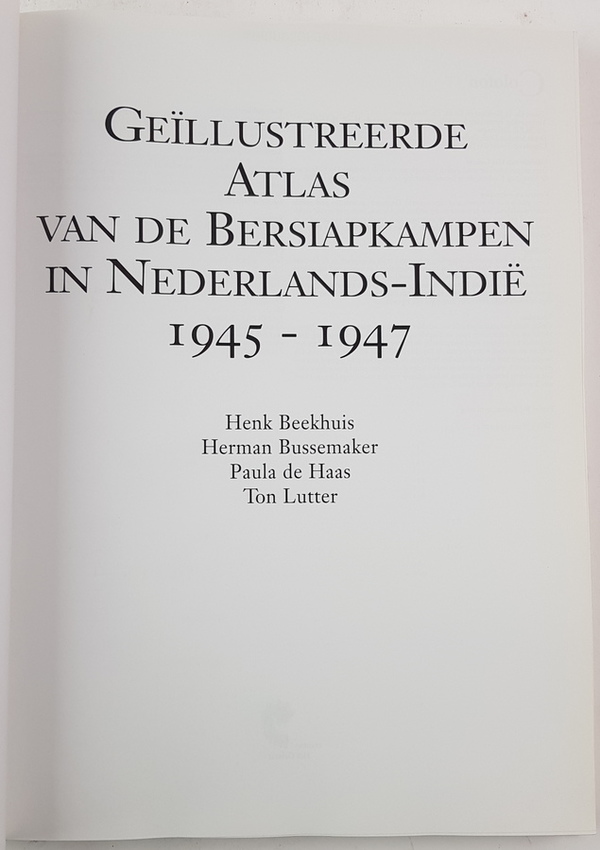 GEÏLLUSTREERDE
ATLAS
VAN DE BERSIAPKAMPEN
IN NEDERLANDS-INDIË
1945 - 1947
Henk Beekhuis
Herman Bussemaker
Paula de Haas
Ton Lutter